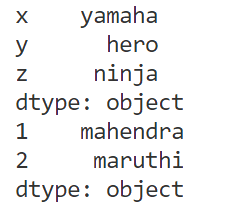 x    yamaha
y      hero
z     ninja
dtype: object
1    mahendra
2     maruthi
dtype: object